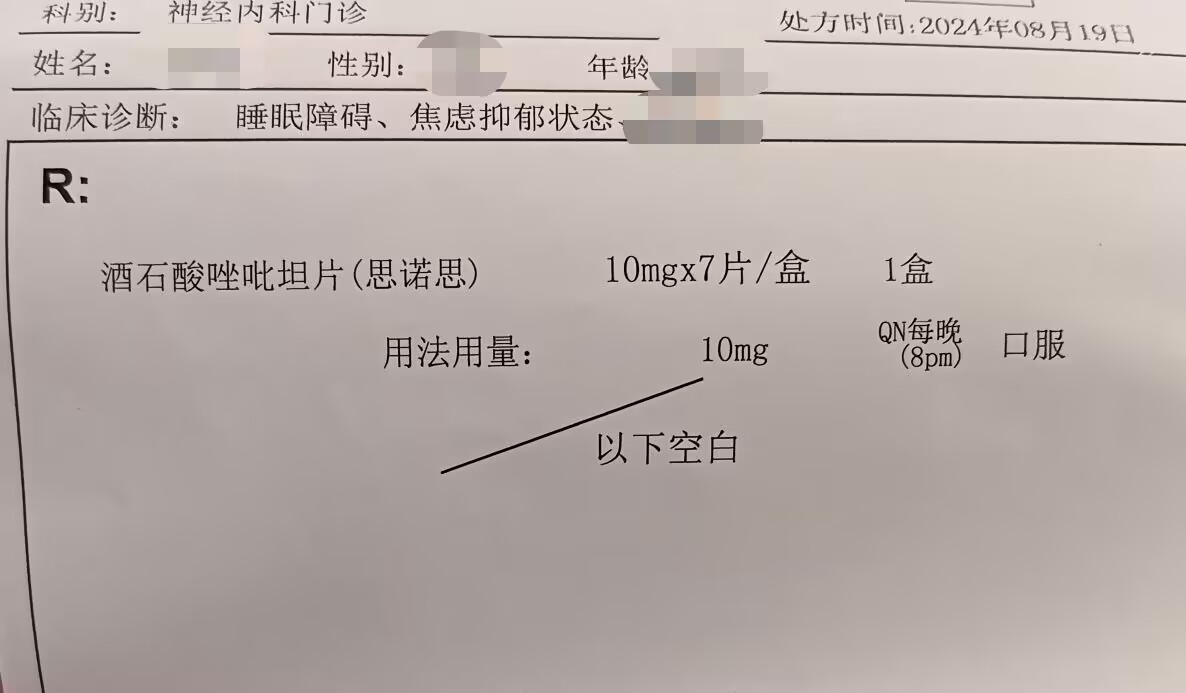 科别: 神经内科门诊 处方时间:2024年08月19日
姓名: 性别: 年龄
临床诊断: 睡眠障碍、焦虑抑郁状态、
R:
酒石酸唑吡坦片(思诺思) 10mgx7片/盒 1盒
用法用量: 10mg QN每晚(8pm) 口服
以下空白